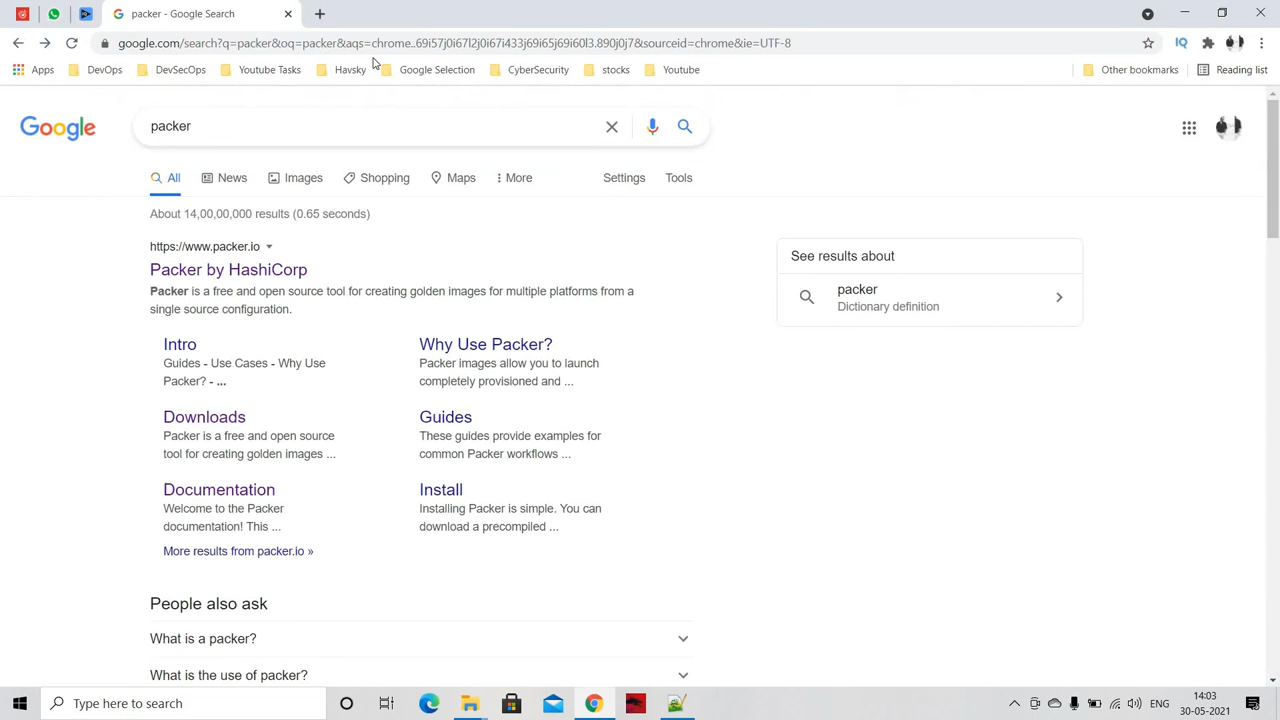 packer - Google Search
google.com/search?q=packer&oq=packer&aqs=chrome..69i57j0i67l2j0i67i433j69i65j69i60l3.890j0j7&sourceid=chrome&ie=UTF-8
IQ
Apps DevOps DevSecOps Youtube Tasks Havsky Google Selection CyberSecurity stocks Youtube Other bookmarks Reading list
Google packer
All News Images Shopping Maps More Settings Tools
About 14,00,00,000 results (0.65 seconds)
https://www.packer.io
Packer by HashiCorp
Packer is a free and open source tool for creating golden images for multiple platforms from a
single source configuration.
Intro
Guides - Use Cases - Why Use
Packer? - ...
Why Use Packer?
Packer images allow you to launch
completely provisioned and ...
Downloads
Packer is a free and open source
tool for creating golden images ...
Guides
These guides provide examples for
common Packer workflows ...
Documentation
Welcome to the Packer
documentation! This ...
Install
Installing Packer is simple. You can
download a precompiled ...
More results from packer.io »
People also ask
What is a packer?
What is the use of packer?
See results about
packer
Dictionary definition
Type here to search
ENG
14:03
30-05-2021